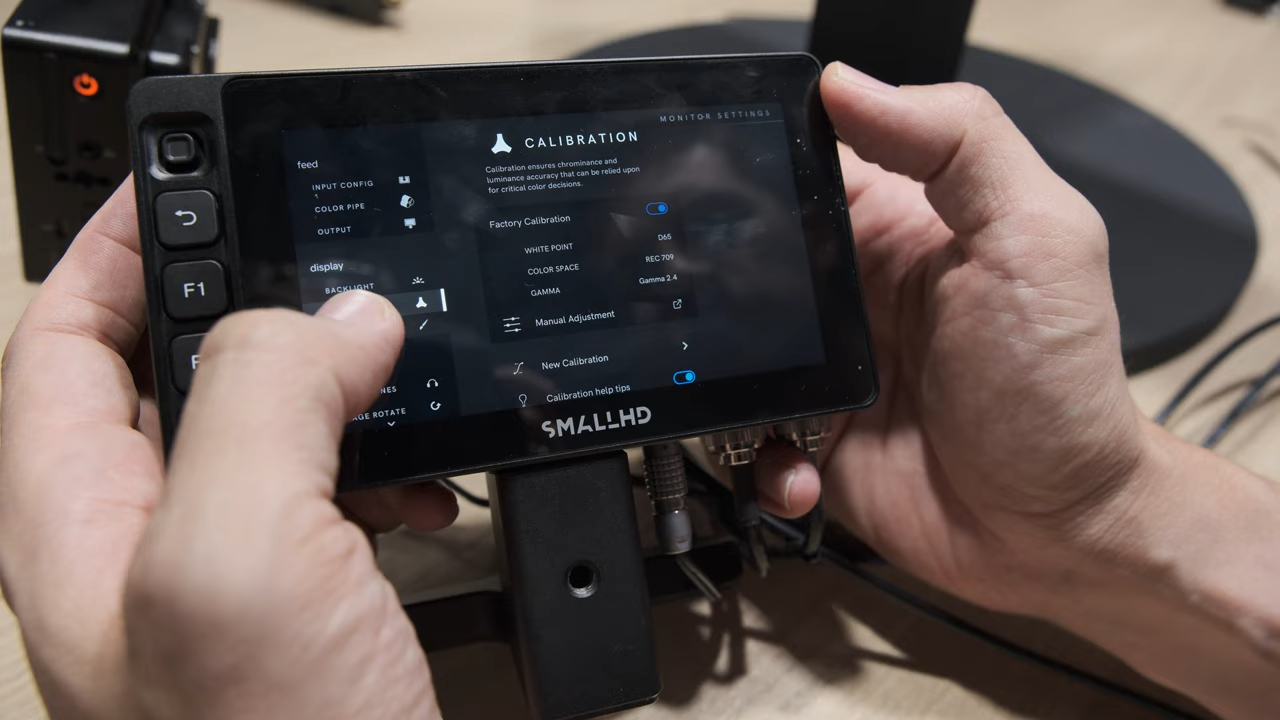 MONITOR SETTINGS
CALIBRATION
Calibration ensures chrominance and
luminance accuracy that can be relied upon
for critical color decisions.
feed
INPUT CONFIG
COLOR PIPE
OUTPUT
display
BACKLIGHT
Factory Calibration
WHITE POINT D65
COLOR SPACE REC 709
GAMMA Gamma 2.4
Manual Adjustment
New Calibration
Calibration help tips
F1
SMALLHD